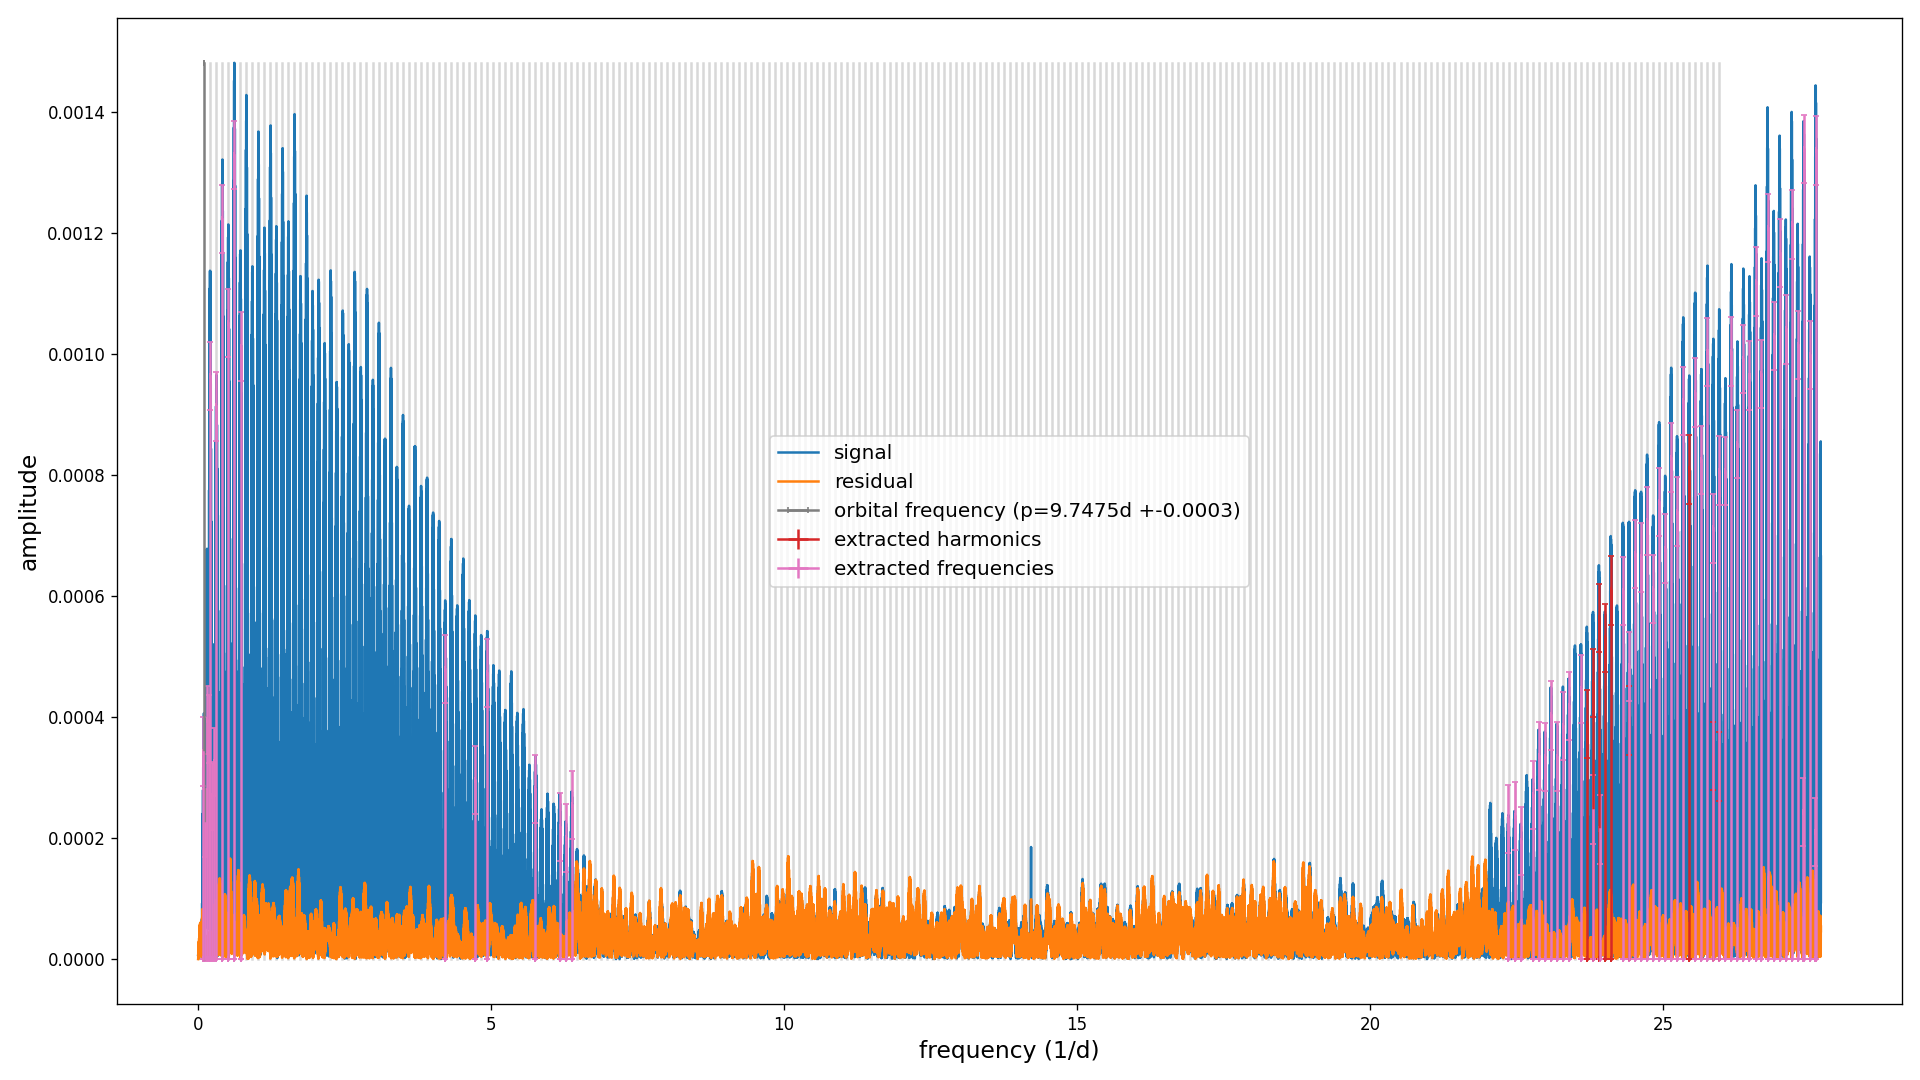 0.0014
0.0012
0.0010
0.0008
0.0006
0.0004
0.0002
0.0000
amplitude
signal
residual
orbital frequency (p=9.7475d +-0.0003)
extracted harmonics
extracted frequencies
0 5 10 15 20 25
frequency (1/d)